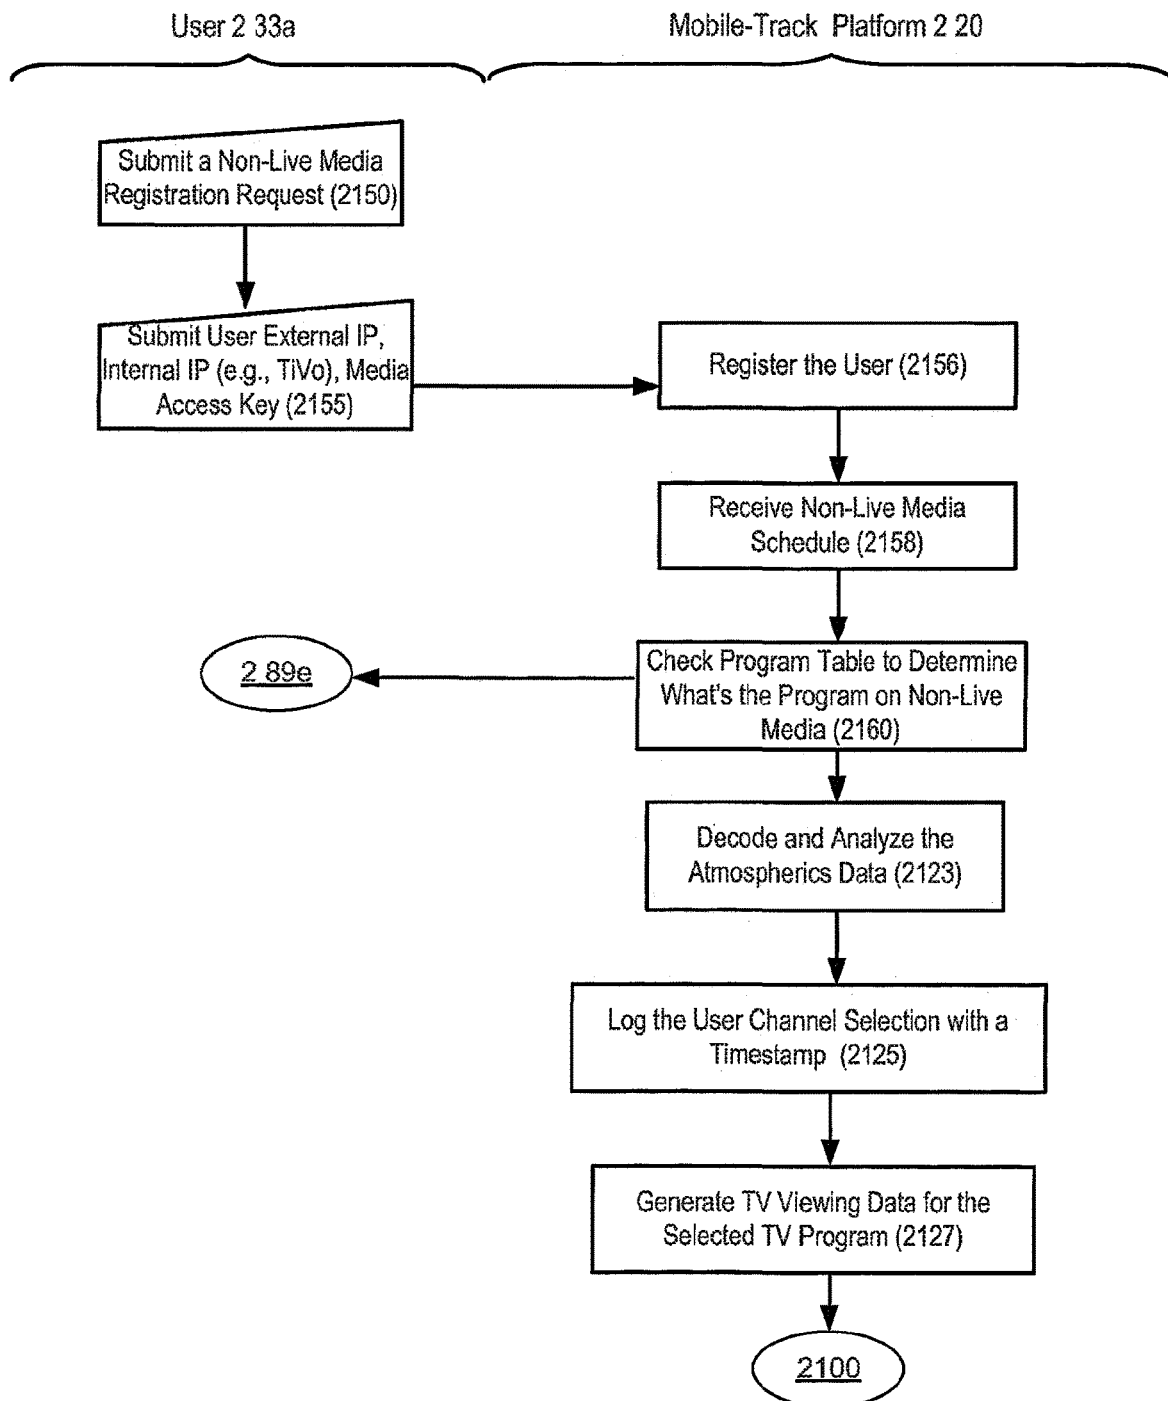 User 2 33a
Mobile-Track Platform 2 20
Submit a Non-Live Media
Registration Request (2150)
Submit User External IP,
Internal IP (e.g., TiVo), Media
Access Key (2155)
Register the User (2156)
Receive Non-Live Media
Schedule (2158)
Check Program Table to Determine
What's the Program on Non-Live
Media (2160)
2 89e
Decode and Analyze the
Atmospherics Data (2123)
Log the User Channel Selection with a
Timestamp (2125)
Generate TV Viewing Data for the
Selected TV Program (2127)
2100